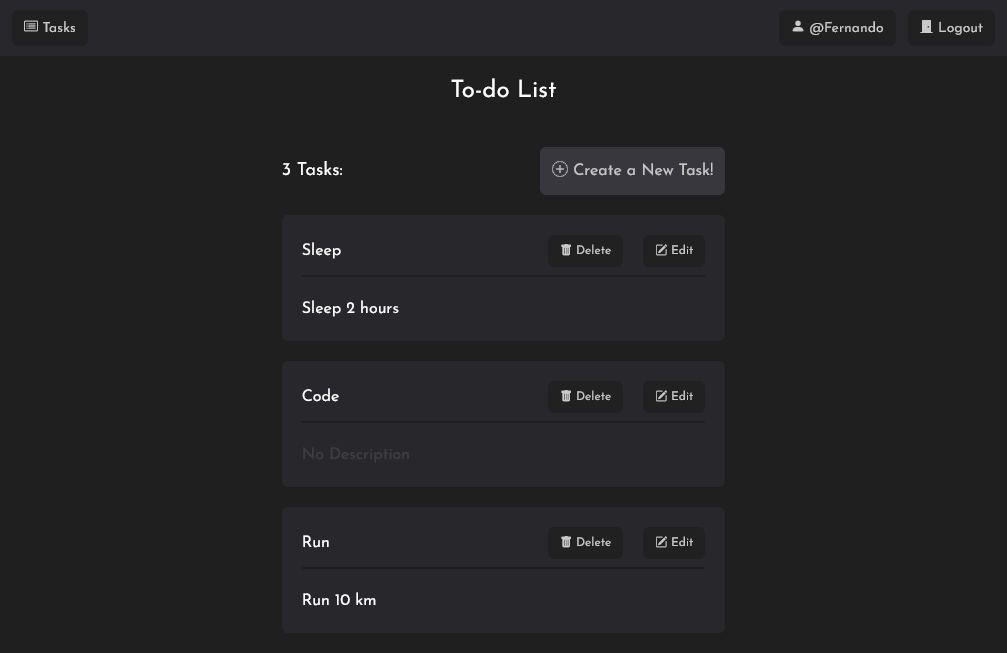 Tasks
@Fernando
Logout
To-do List
3 Tasks:
Create a New Task!
Sleep
Delete
Edit
Sleep 2 hours
Code
Delete
Edit
No Description
Run
Delete
Edit
Run 10 km